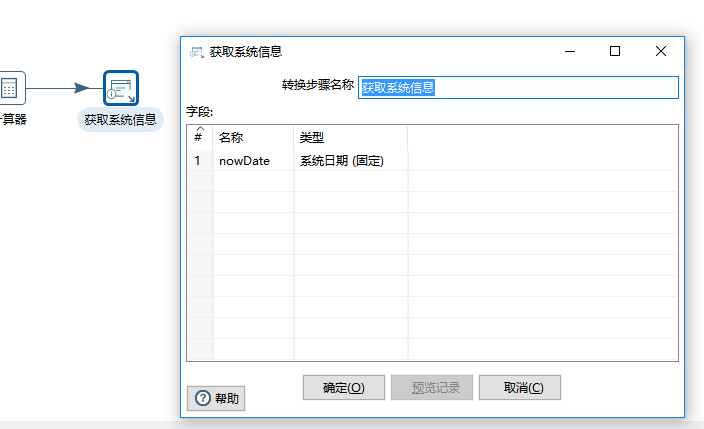 获取系统信息
转换步骤名称 获取系统信息
字段:
# 名称 类型
1 nowDate 系统日期 (固定)
算器
获取系统信息
确定(O) 预览记录 取消(C)
帮助